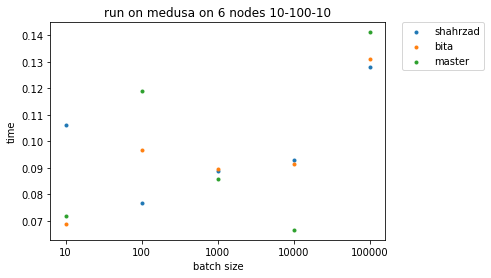 run on medusa on 6 nodes 10-100-10
shahrzad
bita
master
0.14
0.13
0.12
0.11
0.10
0.09
0.08
0.07
time
10 100 1000 10000 100000
batch size